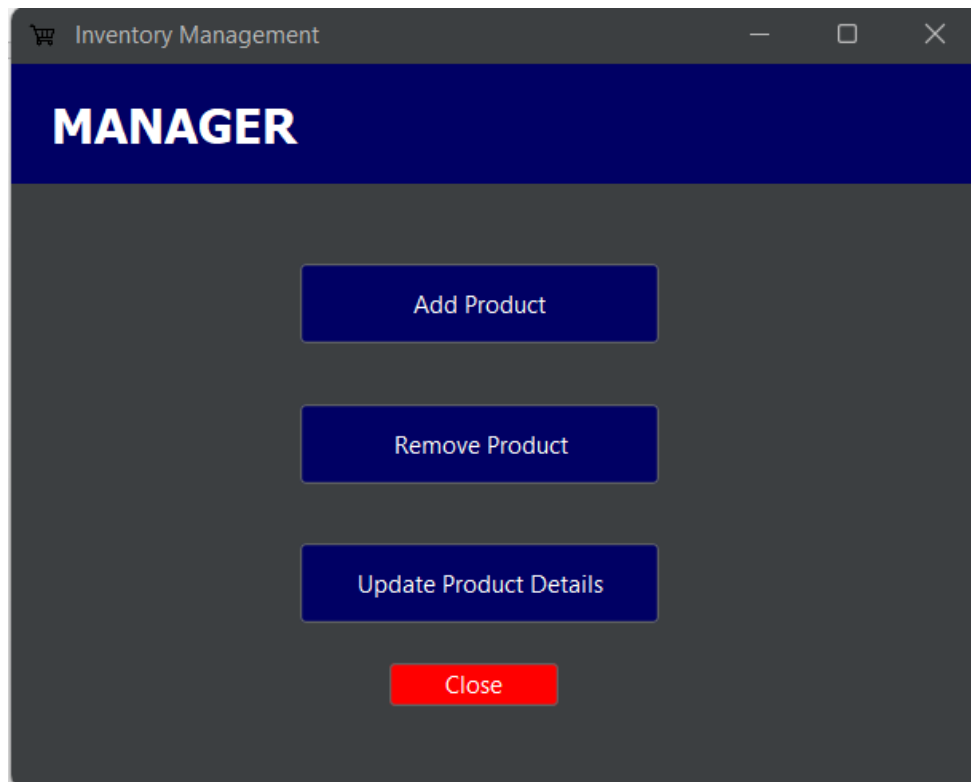 Inventory Management
MANAGER
Add Product
Remove Product
Update Product Details
Close